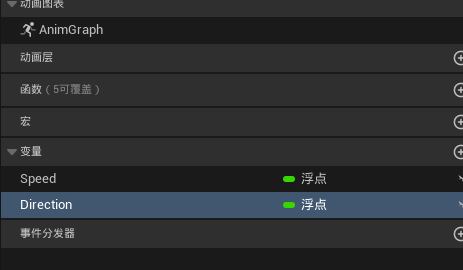 动画图表
AnimGraph
动画层
函数（5可覆盖）
宏
变量
Speed 浮点
Direction 浮点
事件分发器